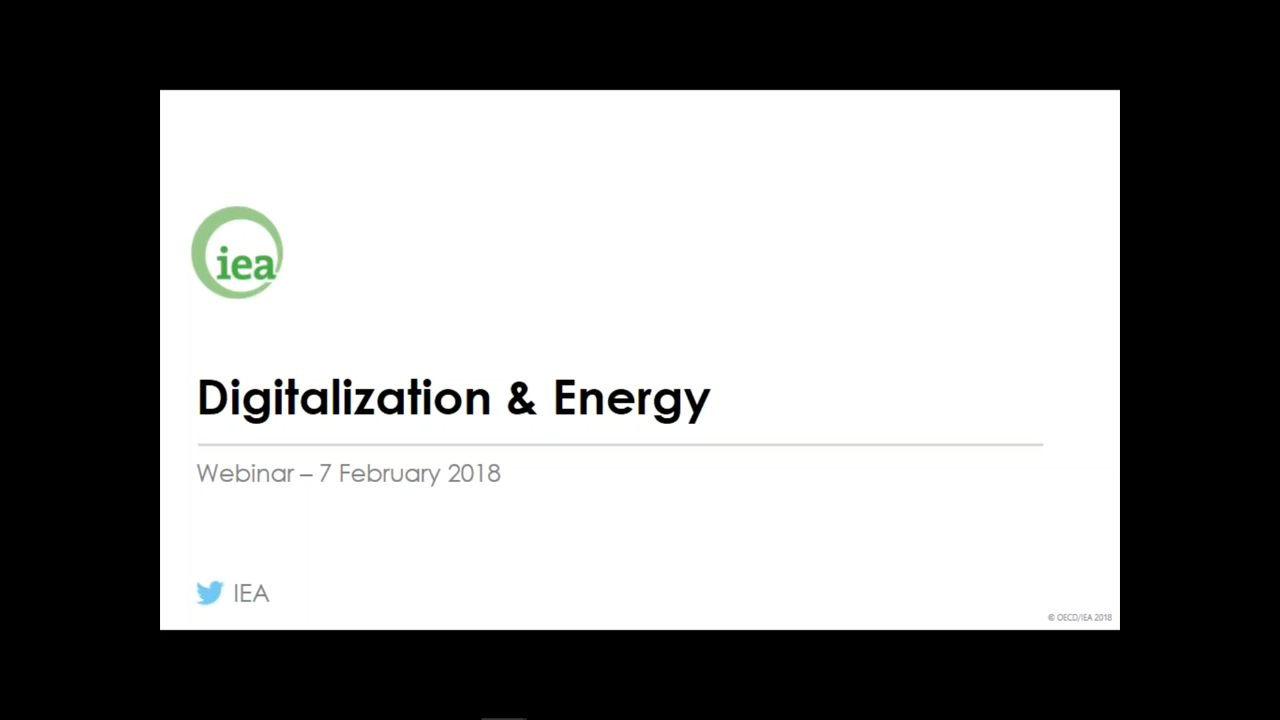 iea
Digitalization & Energy
Webinar – 7 February 2018
IEA
© OECD/IEA 2018